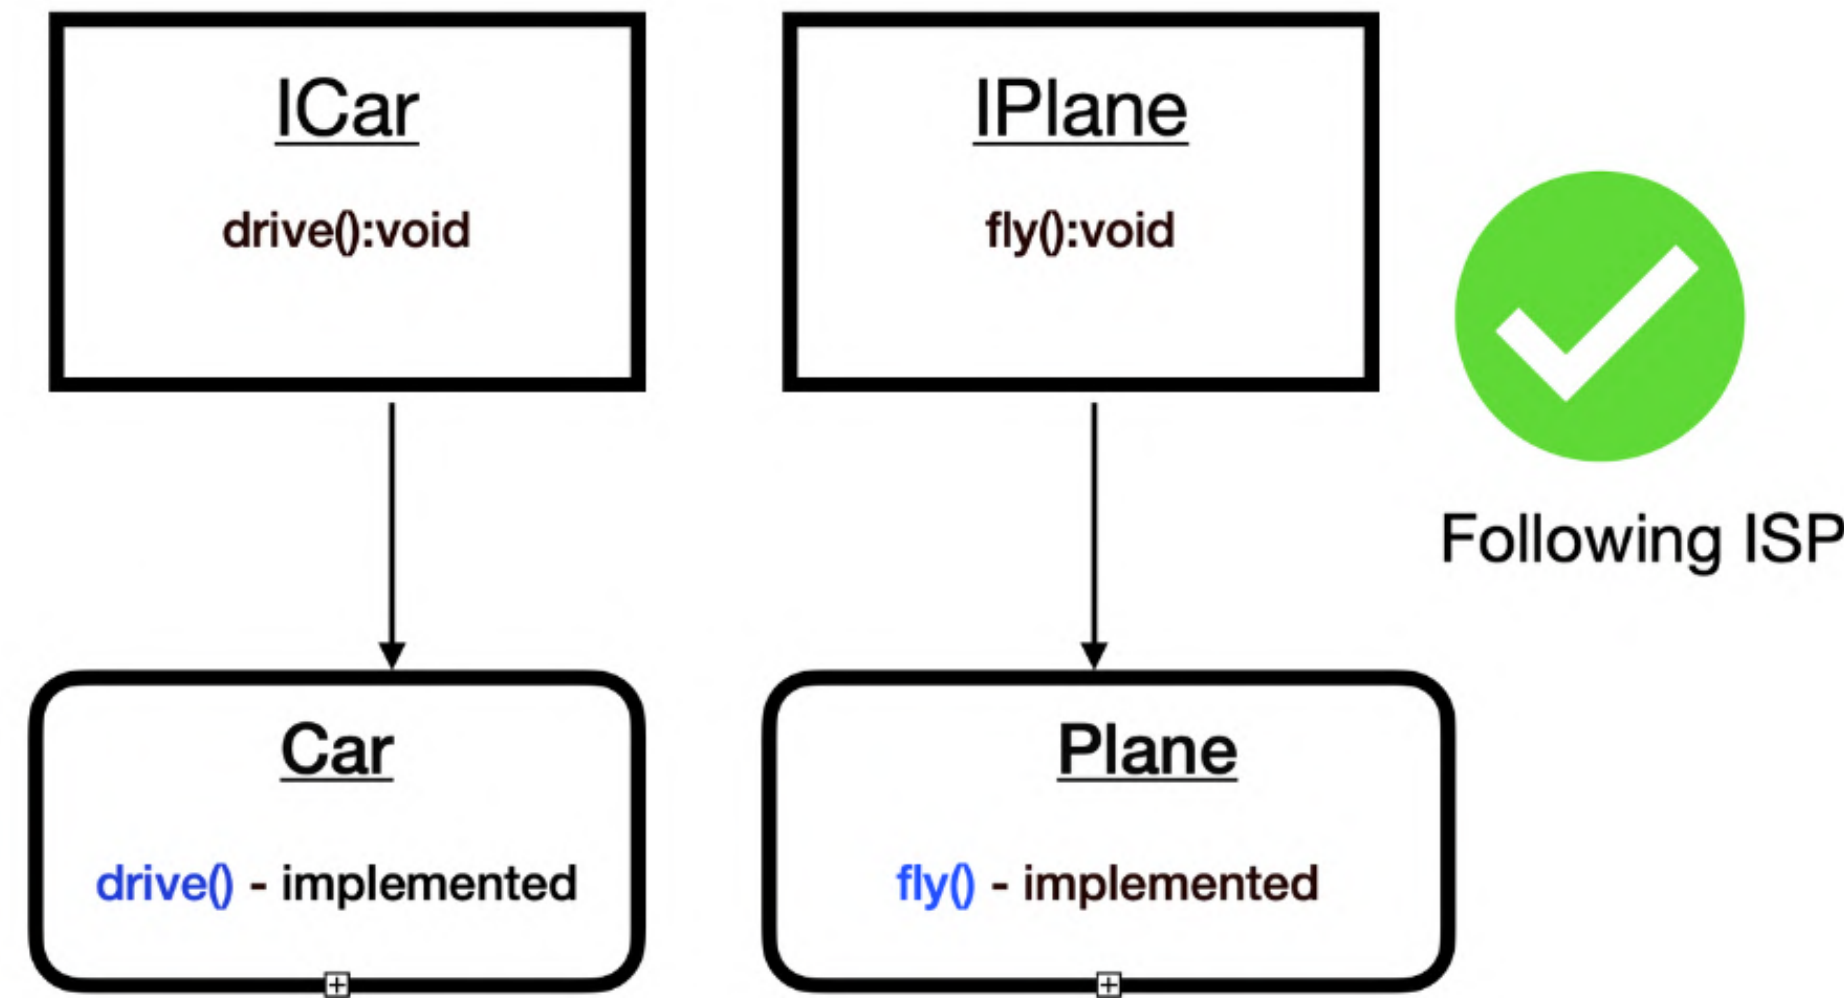 ICar
drive():void
IPlane
fly():void
Following ISP
Car
drive() - implemented
Plane
fly() - implemented